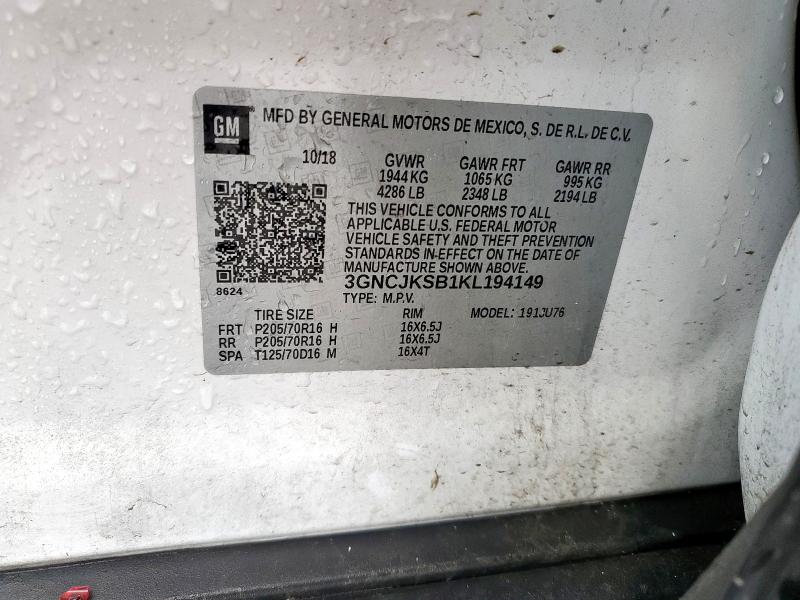 GM MFD BY GENERAL MOTORS DE MEXICO, S. DE R.L. DE C.V.
10/18 GVWR GAWR FRT GAWR RR
1944 KG 1065 KG 995 KG
4286 LB 2348 LB 2194 LB
THIS VEHICLE CONFORMS TO ALL
APPLICABLE U.S. FEDERAL MOTOR
VEHICLE SAFETY AND THEFT PREVENTION
STANDARDS IN EFFECT ON THE DATE OF
MANUFACTURE SHOWN ABOVE.
8624 3GNCJKSB1KL194149
TYPE: M.P.V.
TIRE SIZE RIM MODEL: 191JU76
FRT P205/70R16 H 16X6.5J
RR P205/70R16 H 16X6.5J
SPA T125/70D16 M 16X4T